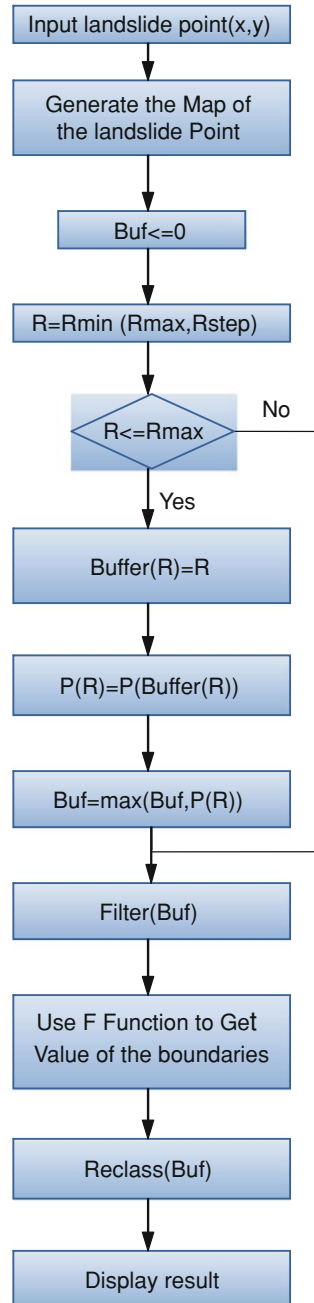 Input landslide point(x,y)
Generate the Map of
the landslide Point
Buf<=0
R=Rmin (Rmax,Rstep)
R<=Rmax
No
Yes
Buffer(R)=R
P(R)=P(Buffer(R))
Buf=max(Buf,P(R))
Filter(Buf)
Use F Function to Get
Value of the boundaries
Reclass(Buf)
Display result